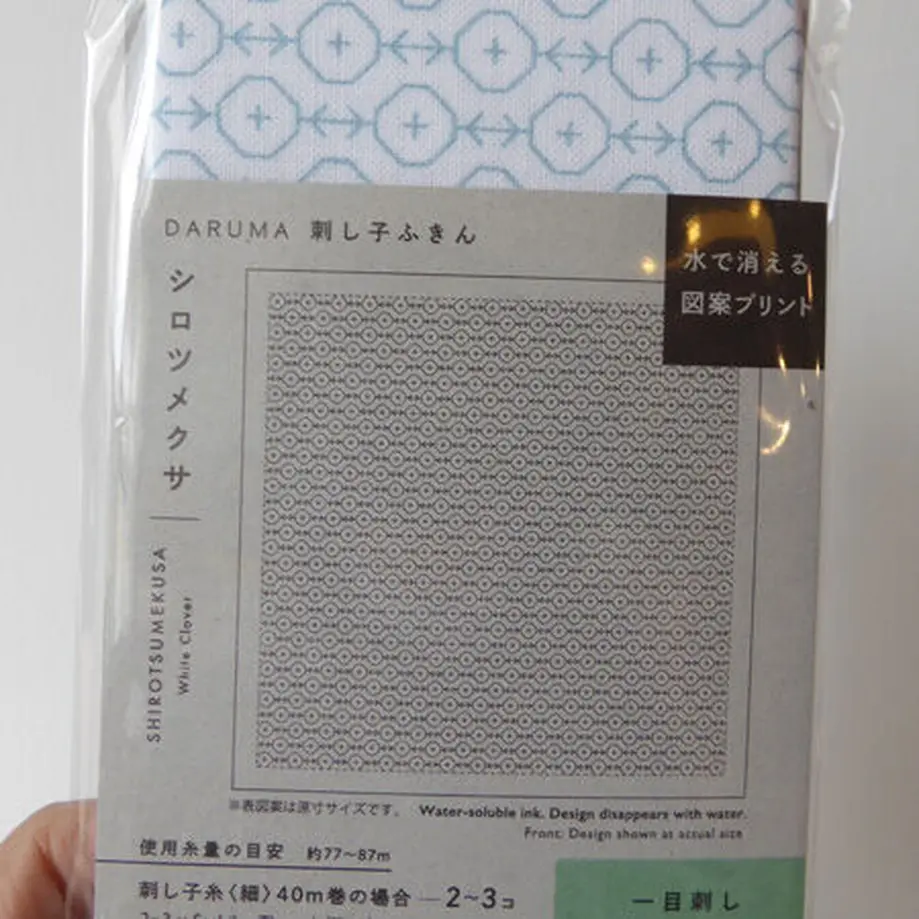 DARUMA 刺し子ふきん
水で消える
図案プリント
シロツメクサ
SHIROTSUMEKUSA
White Clover
※表図案は原寸サイズです。 Water-soluble ink. Design disappears with water.
Front: Design shown at actual size
使用糸量の目安 約77~87m
刺し子糸〈細〉40m巻の場合 — 2~3コ
一目刺し